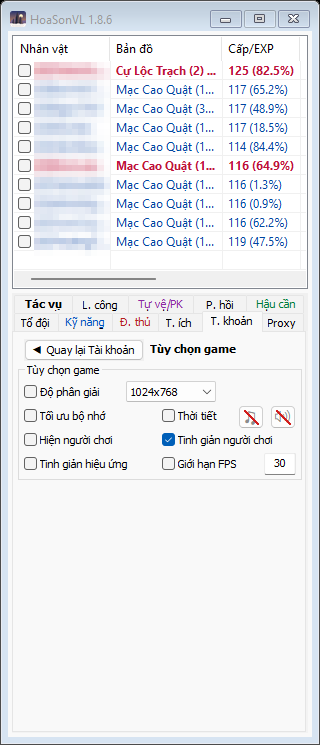 HoaSonVL 1.8.6
Nhân vật Bản đồ Cấp/EXP
Cự Lộc Trạch (2) ... 125 (82.5%)
Mạc Cao Quật (1... 117 (65.2%)
Mạc Cao Quật (3... 117 (48.9%)
Mạc Cao Quật (1... 117 (18.5%)
Mạc Cao Quật (1... 114 (84.4%)
Mạc Cao Quật (1... 116 (64.9%)
Mạc Cao Quật (1... 116 (1.3%)
Mạc Cao Quật (1... 116 (0.9%)
Mạc Cao Quật (1... 116 (62.2%)
Mạc Cao Quật (1... 119 (47.5%)
Tác vụ L. công Tự vệ/PK P. hồi Hậu cần
Tổ đội Kỹ năng Đ. thủ T. ích T. khoản Proxy
◄ Quay lại Tài khoản Tùy chọn game
Tùy chọn game
Độ phân giải 1024x768
Tối ưu bộ nhớ Thời tiết
Hiện người chơi Tinh giản người chơi
Tinh giản hiệu ứng Giới hạn FPS 30